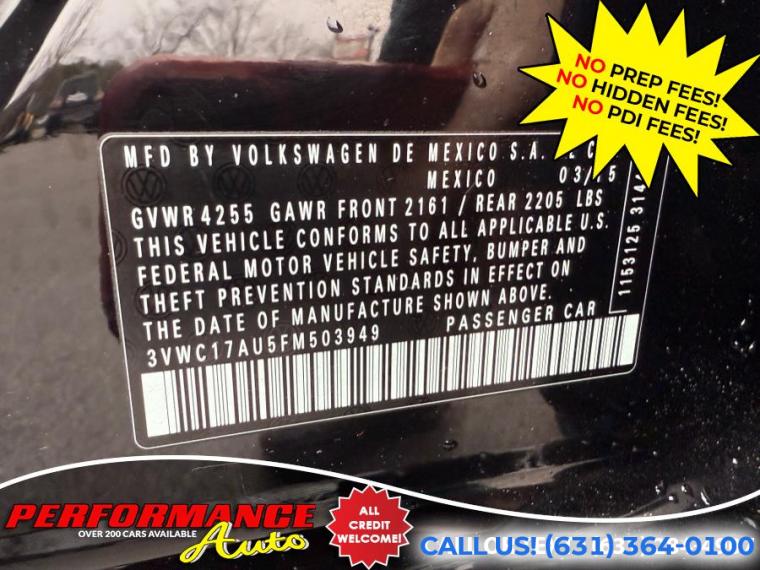 NO PREP FEES!
NO HIDDEN FEES!
NO PDI FEES!
MFD BY VOLKSWAGEN DE MEXICO S.A.
MEXICO
GVWR 4255 GAWR FRONT 2161 / REAR 2205 LBS
THIS VEHICLE CONFORMS TO ALL APPLICABLE U.S.
FEDERAL MOTOR VEHICLE SAFETY, BUMPER AND
THEFT PREVENTION STANDARDS IN EFFECT ON
THE DATE OF MANUFACTURE SHOWN ABOVE.
3VWC17AU5FM503949 PASSENGER CAR
1153125
PERFORMANCE
OVER 200 CARS AVAILABLE
Auto
ALL
CREDIT
WELCOME!
CALL US! (631) 364-0100